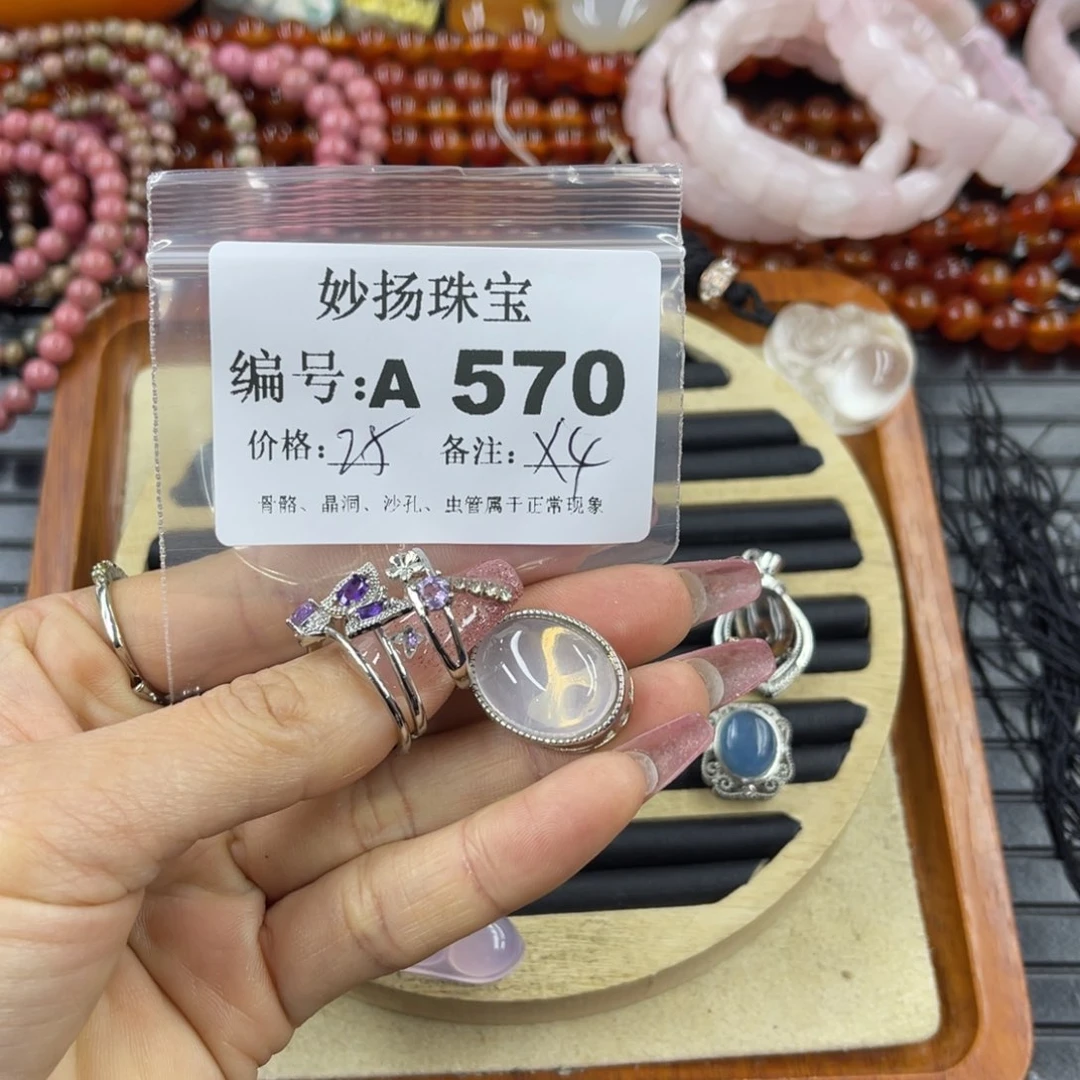 妙扬珠宝
编号:A 570
价格:25 备注:X4
骨骼、晶洞、沙孔、虫管属于正常现象